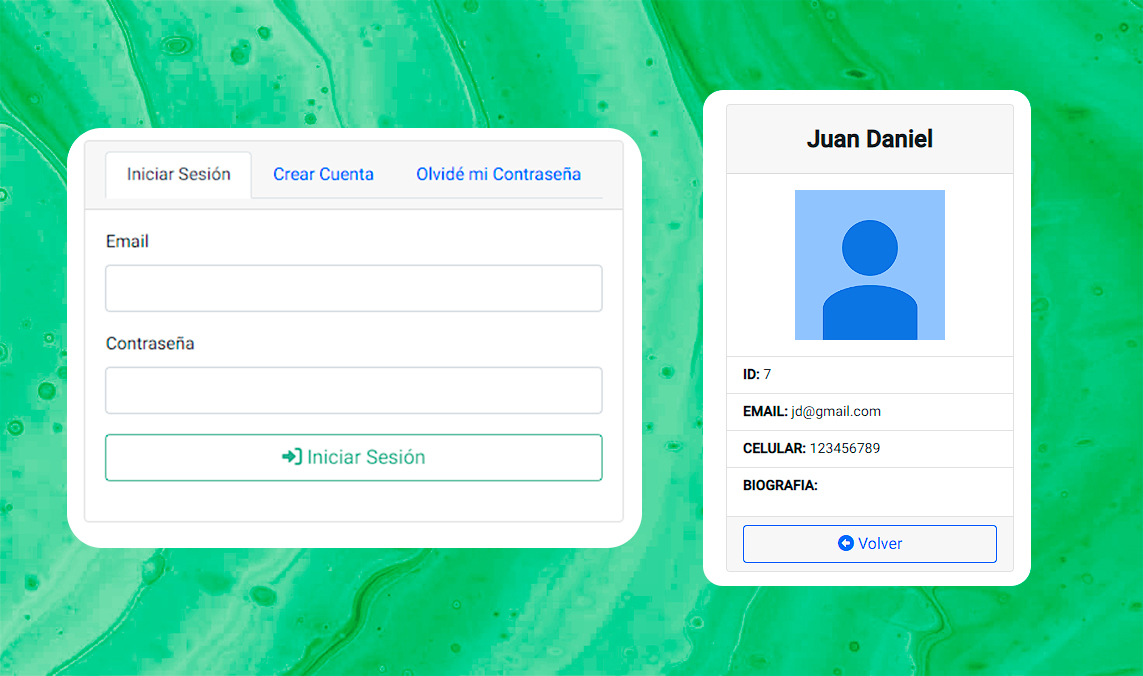 Iniciar Sesión
Crear Cuenta
Olvidé mi Contraseña
Email
Contraseña
Iniciar Sesión
Juan Daniel
ID: 7
EMAIL: jd@gmail.com
CELULAR: 123456789
BIOGRAFIA:
Volver